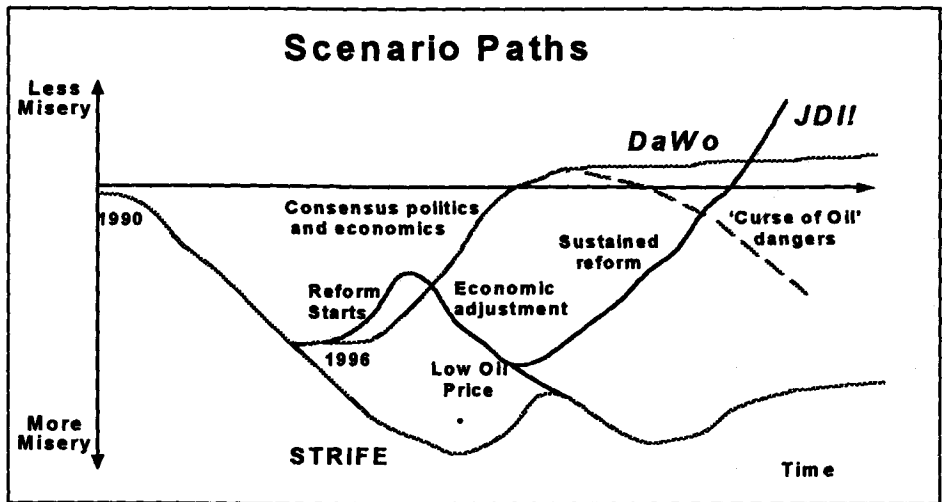 Scenario Paths
Less
Misery
JDI!
DaWo
1990
Consensus politics
and economics
'Curse of Oil'
dangers
Sustained
reform
Reform
Starts
Economic
adjustment
1996
Low Oil
Price
More
Misery
STRIFE
Time